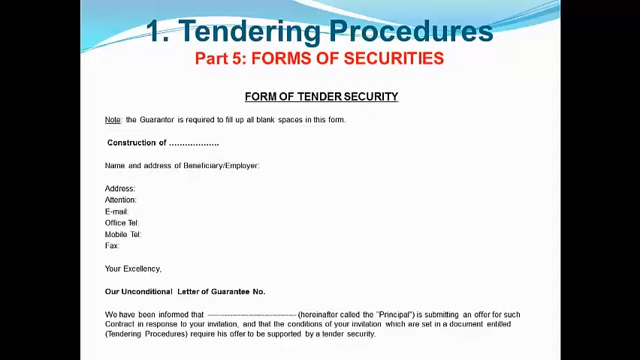 1. Tendering Procedures
Part 5: FORMS OF SECURITIES
FORM OF TENDER SECURITY
Note: the Guarantor is required to fill up all blank spaces in this form.
Construction of ...................
Name and address of Beneficiary/Employer:
Address:
Attention:
E-mail:
Office Tel:
Mobile Tel:
Fax:
Your Excellency,
Our Unconditional Letter of Guarantee No.
We have been informed that ------------------------------ (hereinafter called the "Principal") is submitting an offer for such
Contract in response to your invitation, and that the conditions of your invitation which are set in a document entitled
(Tendering Procedures) require his offer to be supported by a tender security.